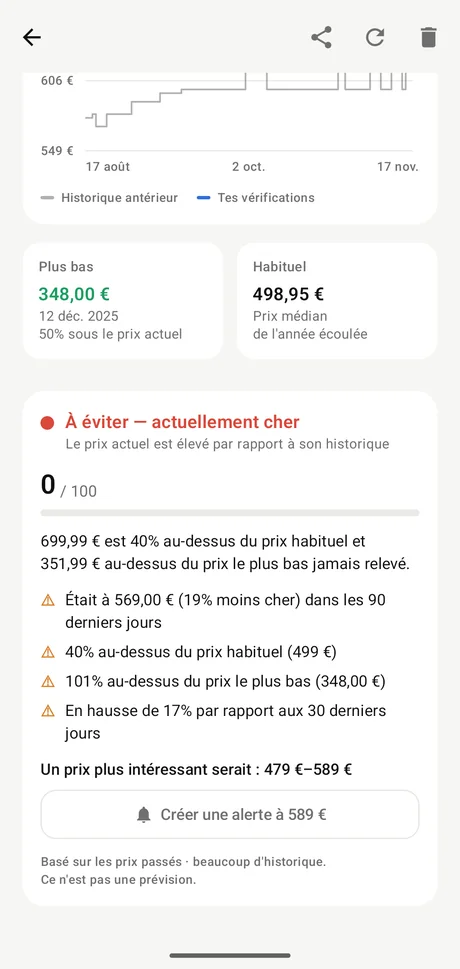 606 €
549 €
17 août 2 oct. 17 nov.
Historique antérieur Tes vérifications
Plus bas
348,00 €
12 déc. 2025
50% sous le prix actuel
Habituel
498,95 €
Prix médian
de l'année écoulée
À éviter — actuellement cher
Le prix actuel est élevé par rapport à son historique
0 / 100
699,99 € est 40% au-dessus du prix habituel et
351,99 € au-dessus du prix le plus bas jamais relevé.
Était à 569,00 € (19% moins cher) dans les 90
derniers jours
40% au-dessus du prix habituel (499 €)
101% au-dessus du prix le plus bas (348,00 €)
En hausse de 17% par rapport aux 30 derniers
jours
Un prix plus intéressant serait : 479 €–589 €
Créer une alerte à 589 €
Basé sur les prix passés · beaucoup d'historique.
Ce n'est pas une prévision.